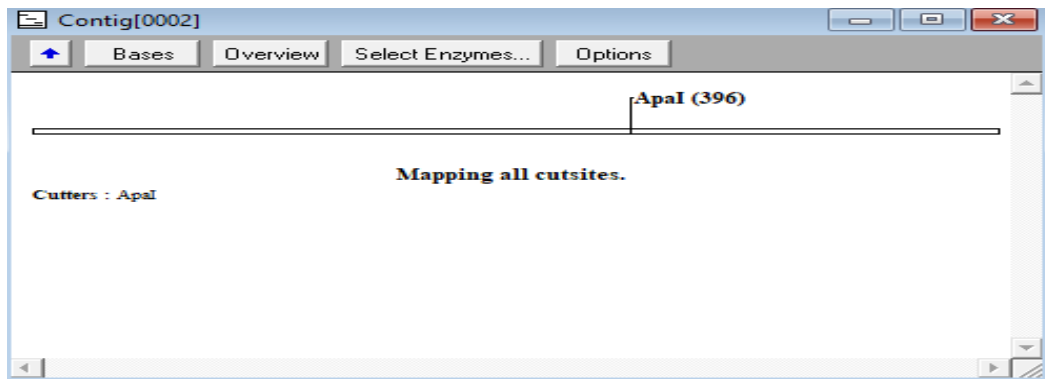 Contig[0002]
Bases Overview Select Enzymes... Options
ApaI (396)
Mapping all cutsites.
Cutters : ApaI